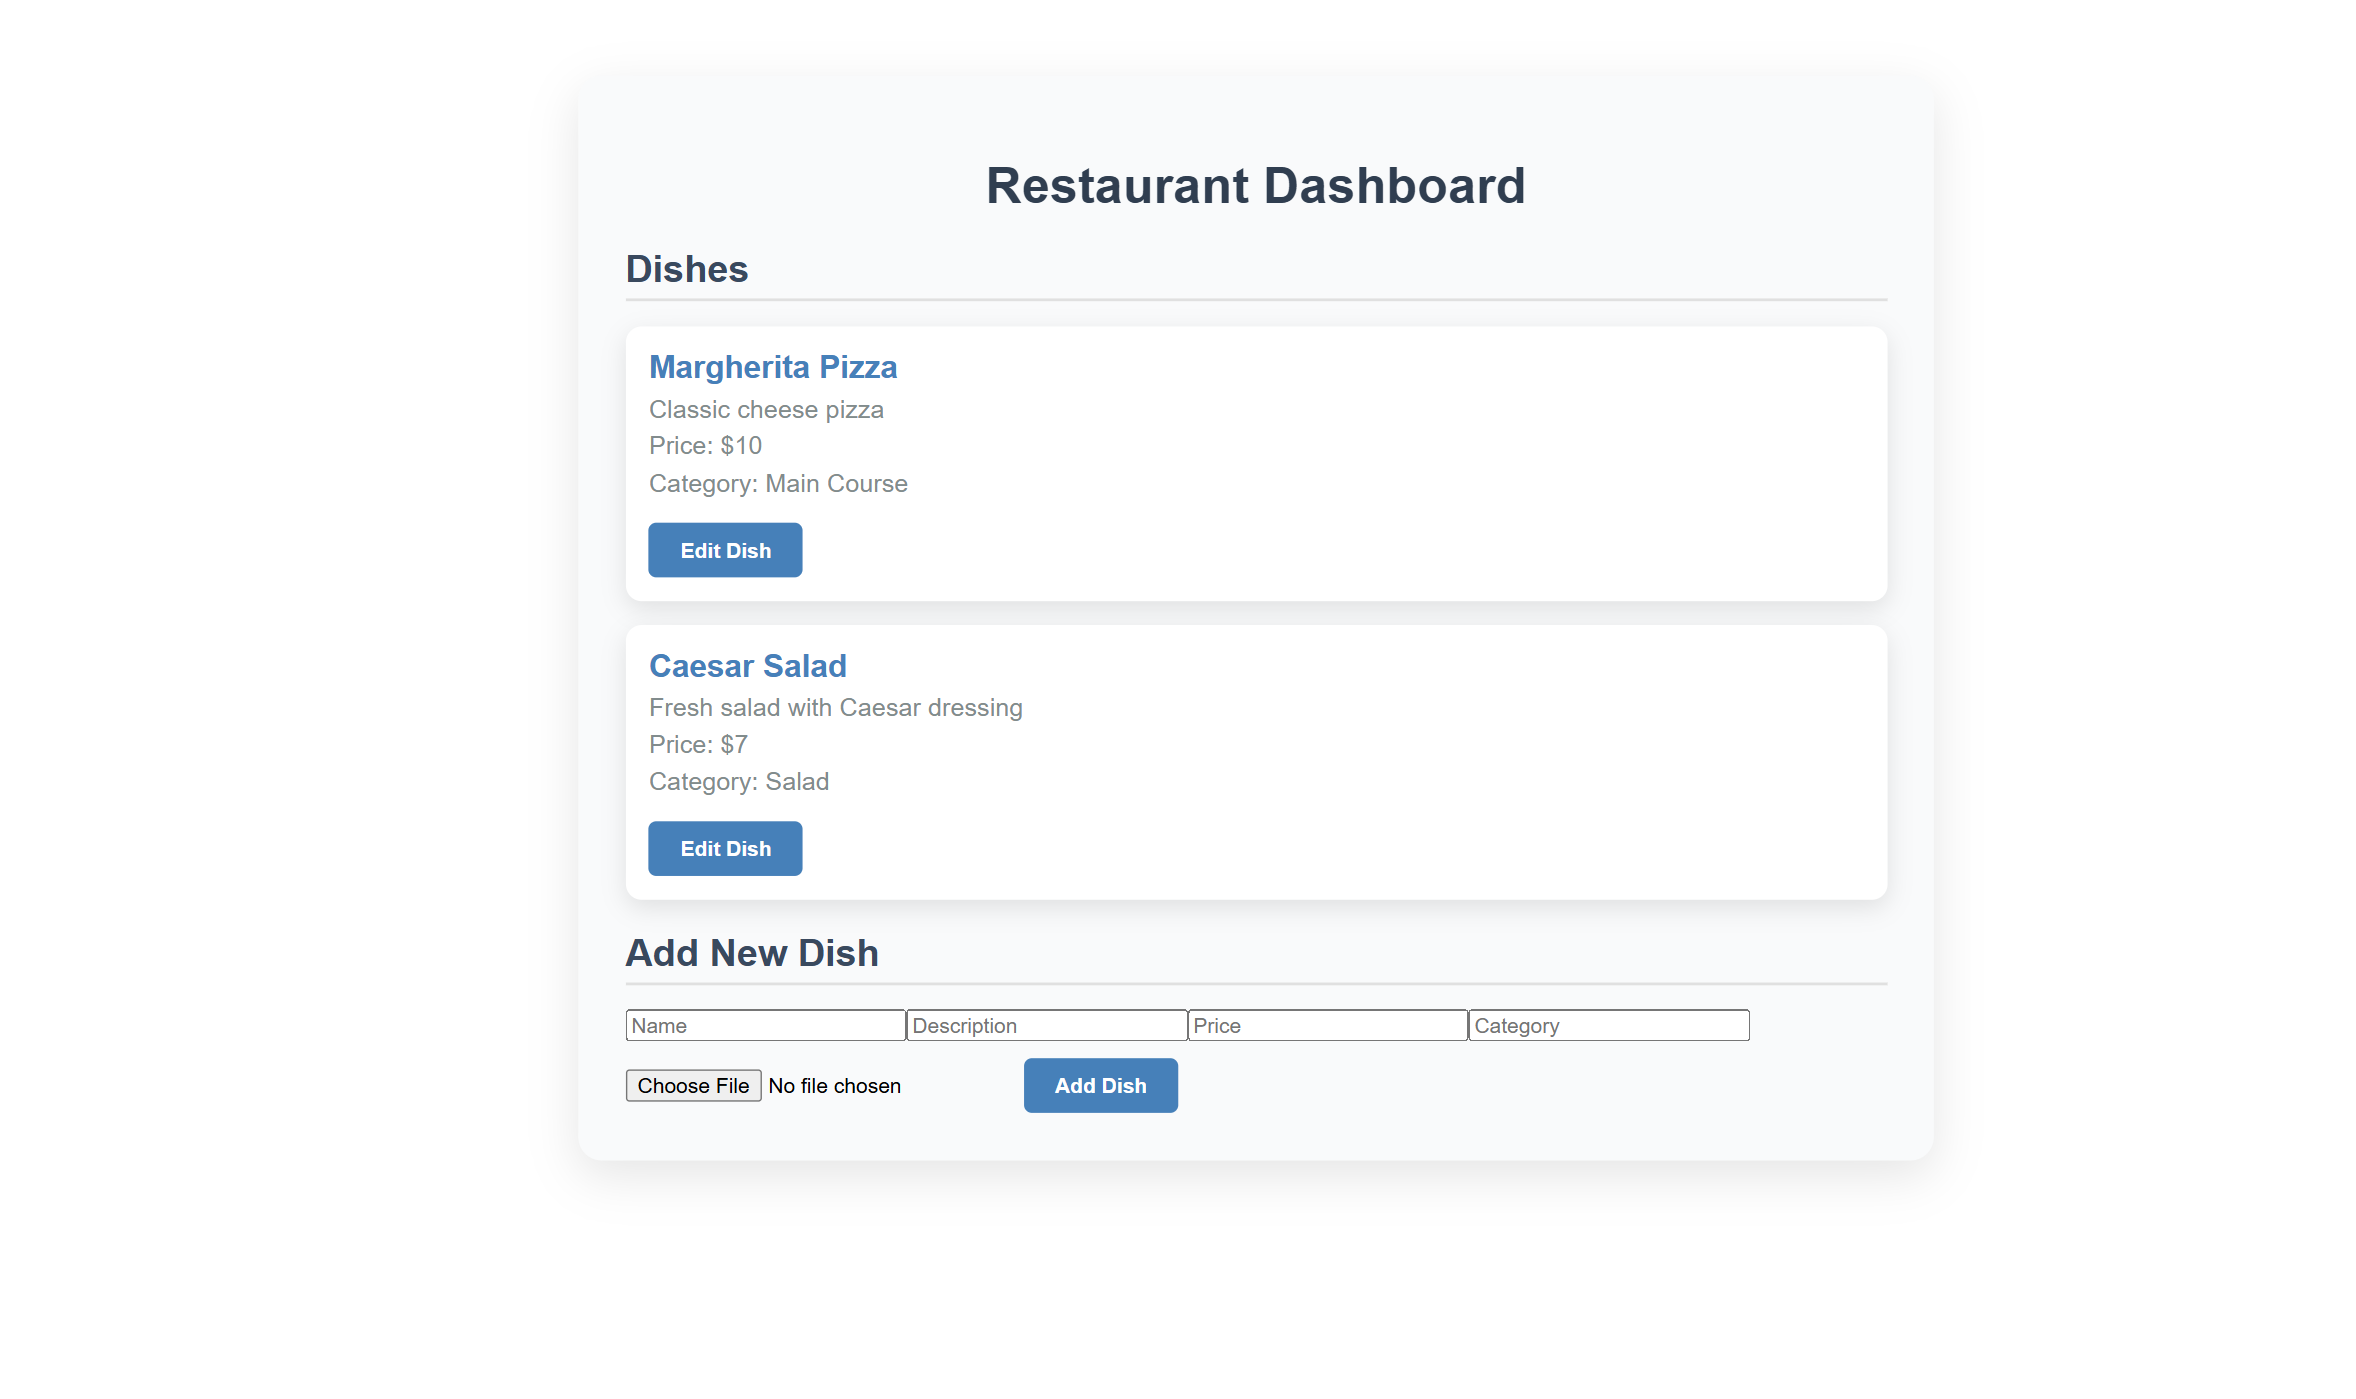 Restaurant Dashboard
Dishes
Margherita Pizza
Classic cheese pizza
Price: $10
Category: Main Course
Edit Dish
Caesar Salad
Fresh salad with Caesar dressing
Price: $7
Category: Salad
Edit Dish
Add New Dish
Name Description Price Category
Choose File No file chosen Add Dish